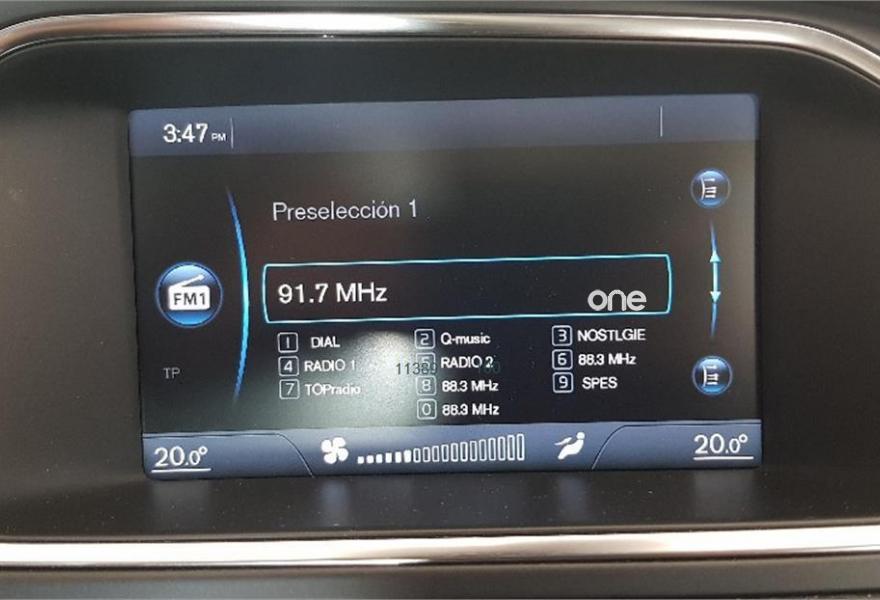 3:47 PM
Preselección 1
FM1
91.7 MHz
one
1 DIAL 2 Q-music 3 NOSTLGIE
4 RADIO 1 5 RADIO 2 6 88.3 MHz
TP
7 TOPradio 8 88.3 MHz 9 SPES
0 88.3 MHz
20.0° 20.0°